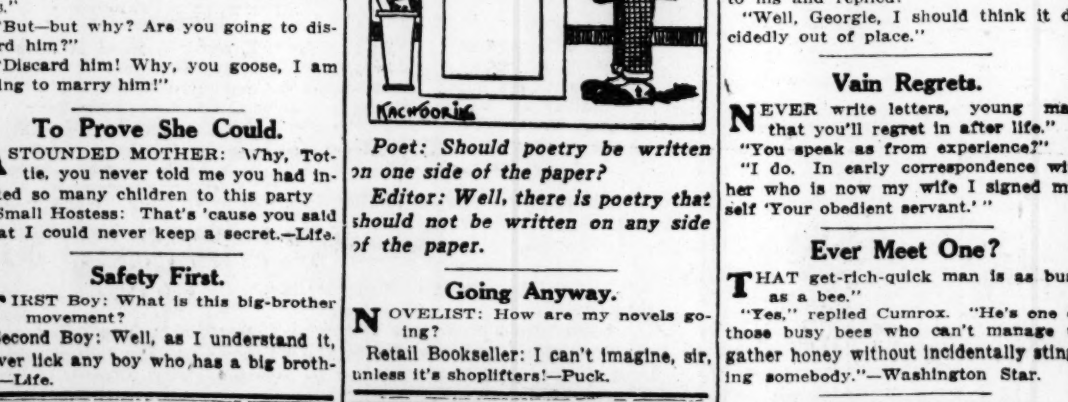 "But—but why? Are you going to dis-
rd him?"
"Discard him! Why, you goose, I am
ing to marry him!"
To Prove She Could.
STOUNDED MOTHER: Why, Tot-
tie, you never told me you had in-
ed so many children to this party
Small Hostess: That's 'cause you said
at I could never keep a secret.—Life.
Safety First.
IRST Boy: What is this big-brother
movement?
Second Boy: Well, as I understand it,
ver lick any boy who has a big broth-
—Life.
Poet: Should poetry be written
on one side of the paper?
Editor: Well, there is poetry that
should not be written on any side
of the paper.
Going Anyway.
NOVELIST: How are my novels go-
ing?
Retail Bookseller: I can't imagine, sir,
unless it's shoplifters!—Puck.
"Well, Georgie, I should think it d
cidedly out of place."
Vain Regrets.
NEVER write letters, young ma
that you'll regret in after life."
"You speak as from experience?"
"I do. In early correspondence wi
her who is now my wife I signed m
self 'Your obedient servant.' "
Ever Meet One?
THAT get-rich-quick man is as bus
as a bee."
"Yes," replied Cumrox. "He's one
those busy bees who can't manage
gather honey without incidentally sting
ing somebody."—Washington Star.